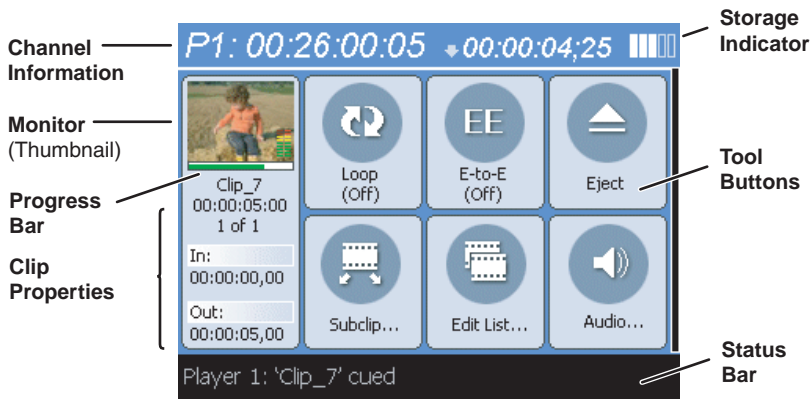 Storage
Indicator
Channel
Information
P1: 00:26:00:05 00:00:04;25
Monitor
(Thumbnail)
Progress
Bar
Clip
Properties
Clip_7
00:00:05:00
1 of 1
In:
00:00:00,00
Out:
00:00:05,00
Loop
(Off)
EE
E-to-E
(Off)
Eject
Tool
Buttons
Subclip...
Edit List...
Audio...
Status
Bar
Player 1: 'Clip_7' cued